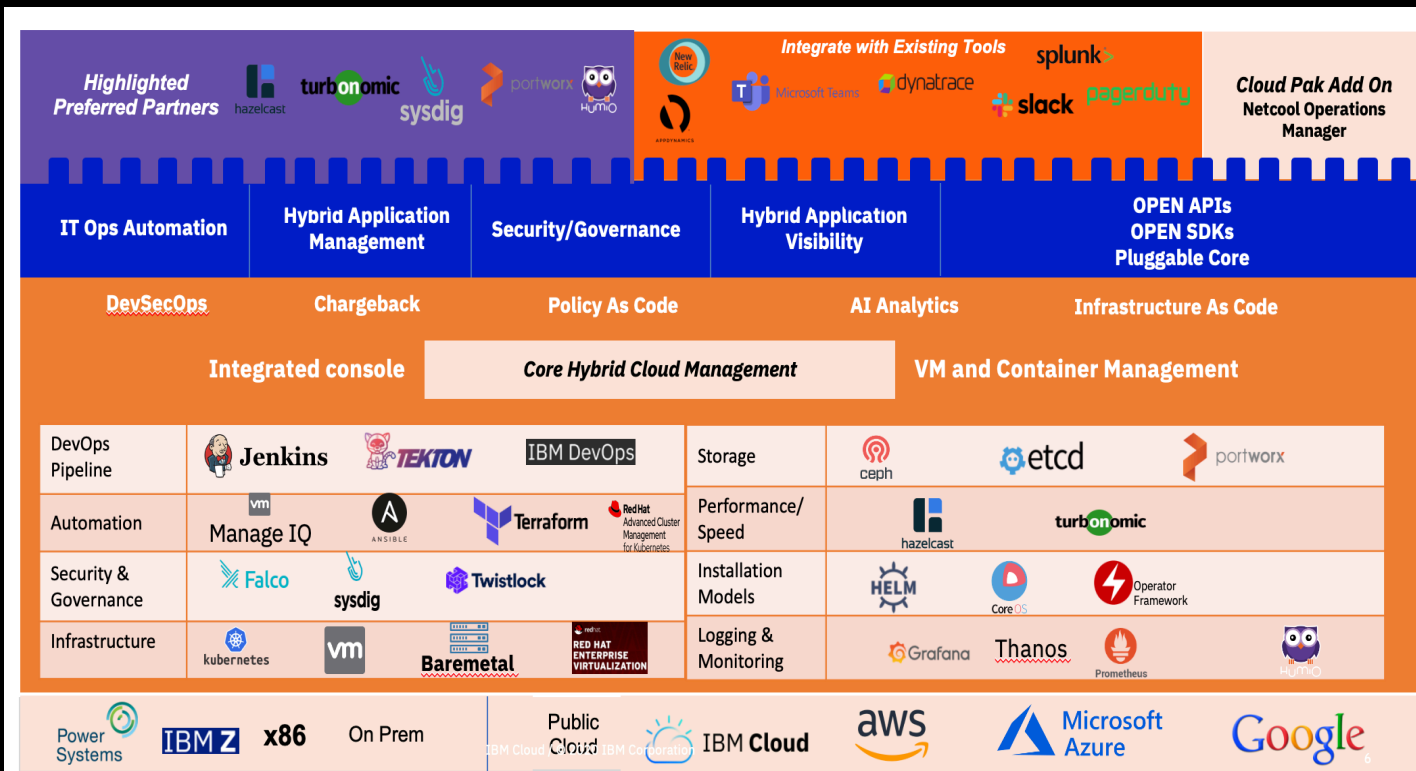 Highlighted
Preferred Partners
hazelcast
turbonomic
sysdig
portworx
HUMIO
Integrate with Existing Tools
New
Relic.
APPDYNAMICS
T
Microsoft Teams
dynatrace
splunk>
slack
pagerduty
Cloud Pak Add On
Netcool Operations
Manager
IT Ops Automation
Hybrid Application
Management
Security/Governance
Hybrid Application
Visibility
OPEN APIs
OPEN SDKs
Pluggable Core
DevSecOps
Chargeback
Policy As Code
AI Analytics
Infrastructure As Code
Integrated console
Core Hybrid Cloud Management
VM and Container Management
DevOps
Pipeline
Jenkins
TEKTON
IBM DevOps
Storage
ceph
etcd
portworx
Automation
vm
Manage IQ
A
ANSIBLE
Terraform
Red Hat
Advanced Cluster
Management
for Kubernetes
Performance/
Speed
hazelcast
turbonomic
Security &
Governance
Falco
sysdig
Twistlock
Installation
Models
HELM
CoreOS
Operator
Framework
Infrastructure
kubernetes
vm
Baremetal
redhat
RED HAT
ENTERPRISE
VIRTUALIZATION
Logging &
Monitoring
Grafana
Thanos
Prometheus
HUMIO
Power
Systems
IBM Z
x86
On Prem
Public
Cloud
IBM Cloud
IBM Corporation
IBM Cloud
aws
Microsoft
Azure
Google
6